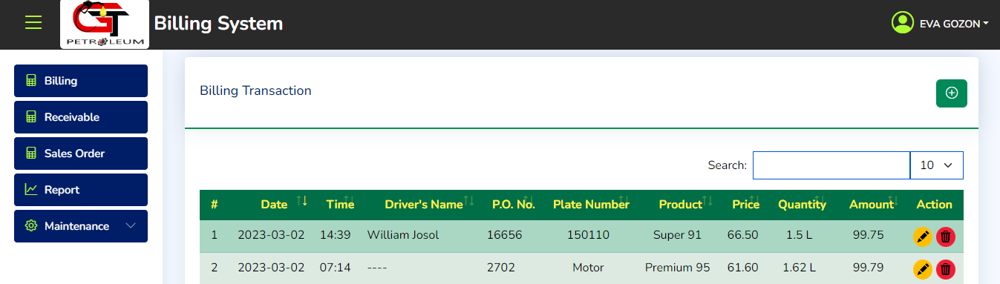 GT
PETROLEUM
Billing System
EVA GOZON
Billing
Receivable
Sales Order
Report
Maintenance
Billing Transaction
Search: 10
# Date Time Driver's Name P.O. No. Plate Number Product Price Quantity Amount Action
1 2023-03-02 14:39 William Josol 16656 150110 Super 91 66.50 1.5 L 99.75
2 2023-03-02 07:14 ---- 2702 Motor Premium 95 61.60 1.62 L 99.79